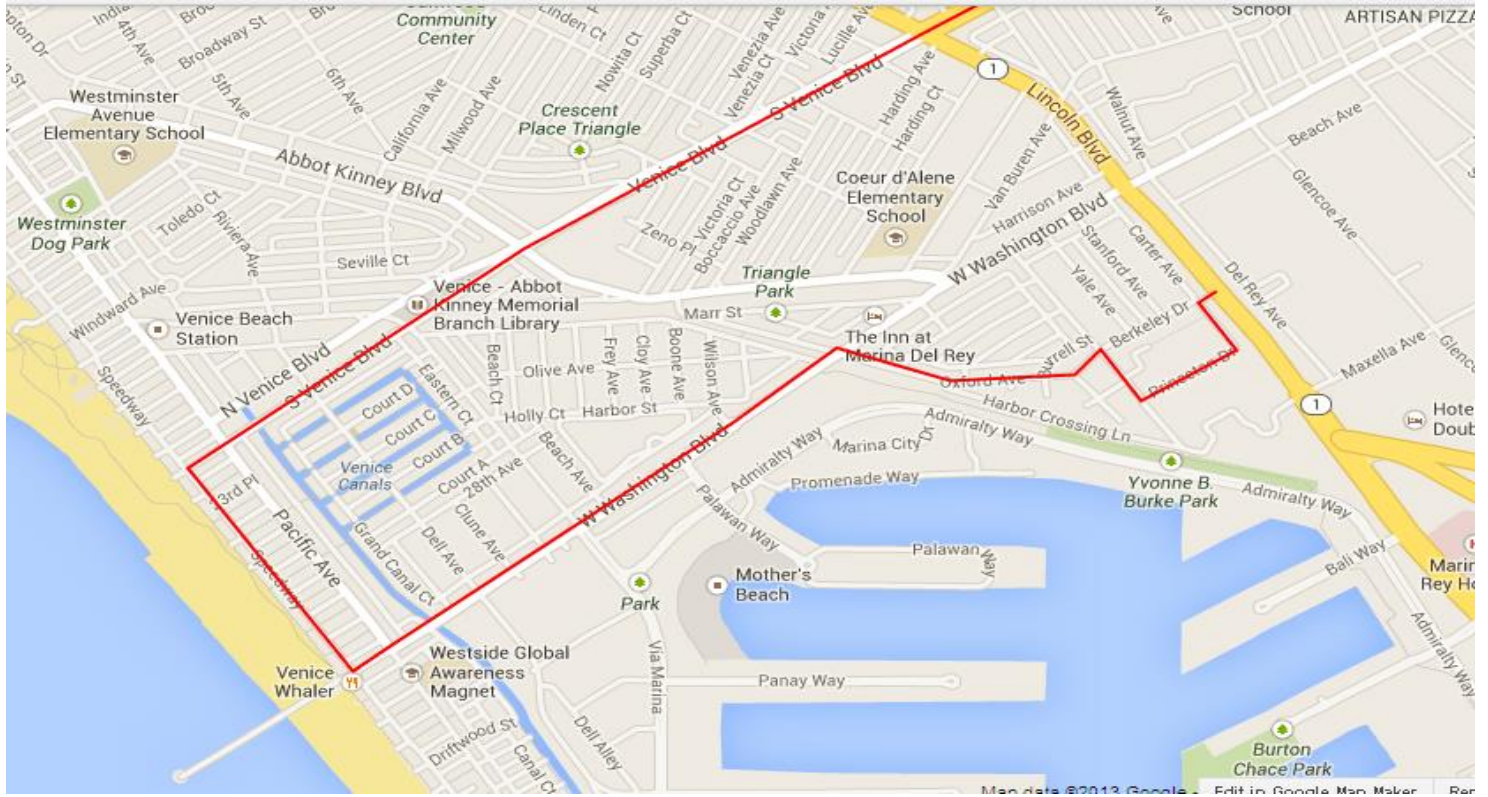 Community
Center
Linden Ct
Superba Ct
Nowita Ct
Venezia Ave
Venezia Ct
Victoria
Lucille Ave
S Venice Blvd
Harding Ave
Harding Ct
1
Lincoln Blvd
Walnut Ave
School
ARTISAN PIZZA
Beach Ave
Broadway St
4th Ave
5th Ave
6th Ave
California Ave
Milwood Ave
Westminster
Avenue
Elementary School
Crescent
Place Triangle
Abbot Kinney Blvd
Venice Blvd
Coeur d'Alene
Elementary
School
Van Buren Ave
Harrison Ave
Glencoe Ave
Westminster
Dog Park
Toledo Ct
Riviera Ave
Seville Ct
Zeno Pl
Victoria Ct
Boccaccio Ave
Woodlawn Ave
W Washington Blvd
Stanford Ave
Carter Ave
Yale Ave
Del Rey Ave
Windward Ave
Venice Beach
Station
Venice - Abbot
Kinney Memorial
Branch Library
Triangle
Park
Marr St
The Inn at
Marina Del Rey
Berkeley Dr
Princeton Dr
Maxella Ave
Speedway
N Venice Blvd
S Venice Blvd
Beach Ct
Olive Ave
Frey Ave
Cloy Ave
Boone Ave
Wilson Ave
Oxford Ave
Harbor Crossing Ln
1
Eastern Ct
Court D
Court C
Court B
Court A
28th Ave
Holly Ct
Harbor St
Beach Ave
Admiralty Way
Marina City Dr
Admiralty Way
Promenade Way
Yvonne B.
Burke Park
Admiralty Way
Venice
Canals
Pacific Ave
Speedway
Grand Canal Ct
Dell Ave
Clune Ave
W Washington Blvd
Palawan Way
Palawan Way
Bali Way
Mother's
Beach
Park
Admiralty Way
Venice
Whaler
Westside Global
Awareness
Magnet
Via Marina
Panay Way
Driftwood St
Canal Ct
Dell Alley
Burton
Chace Park
Map data ©2013 Google -
Edit in Google Map Maker